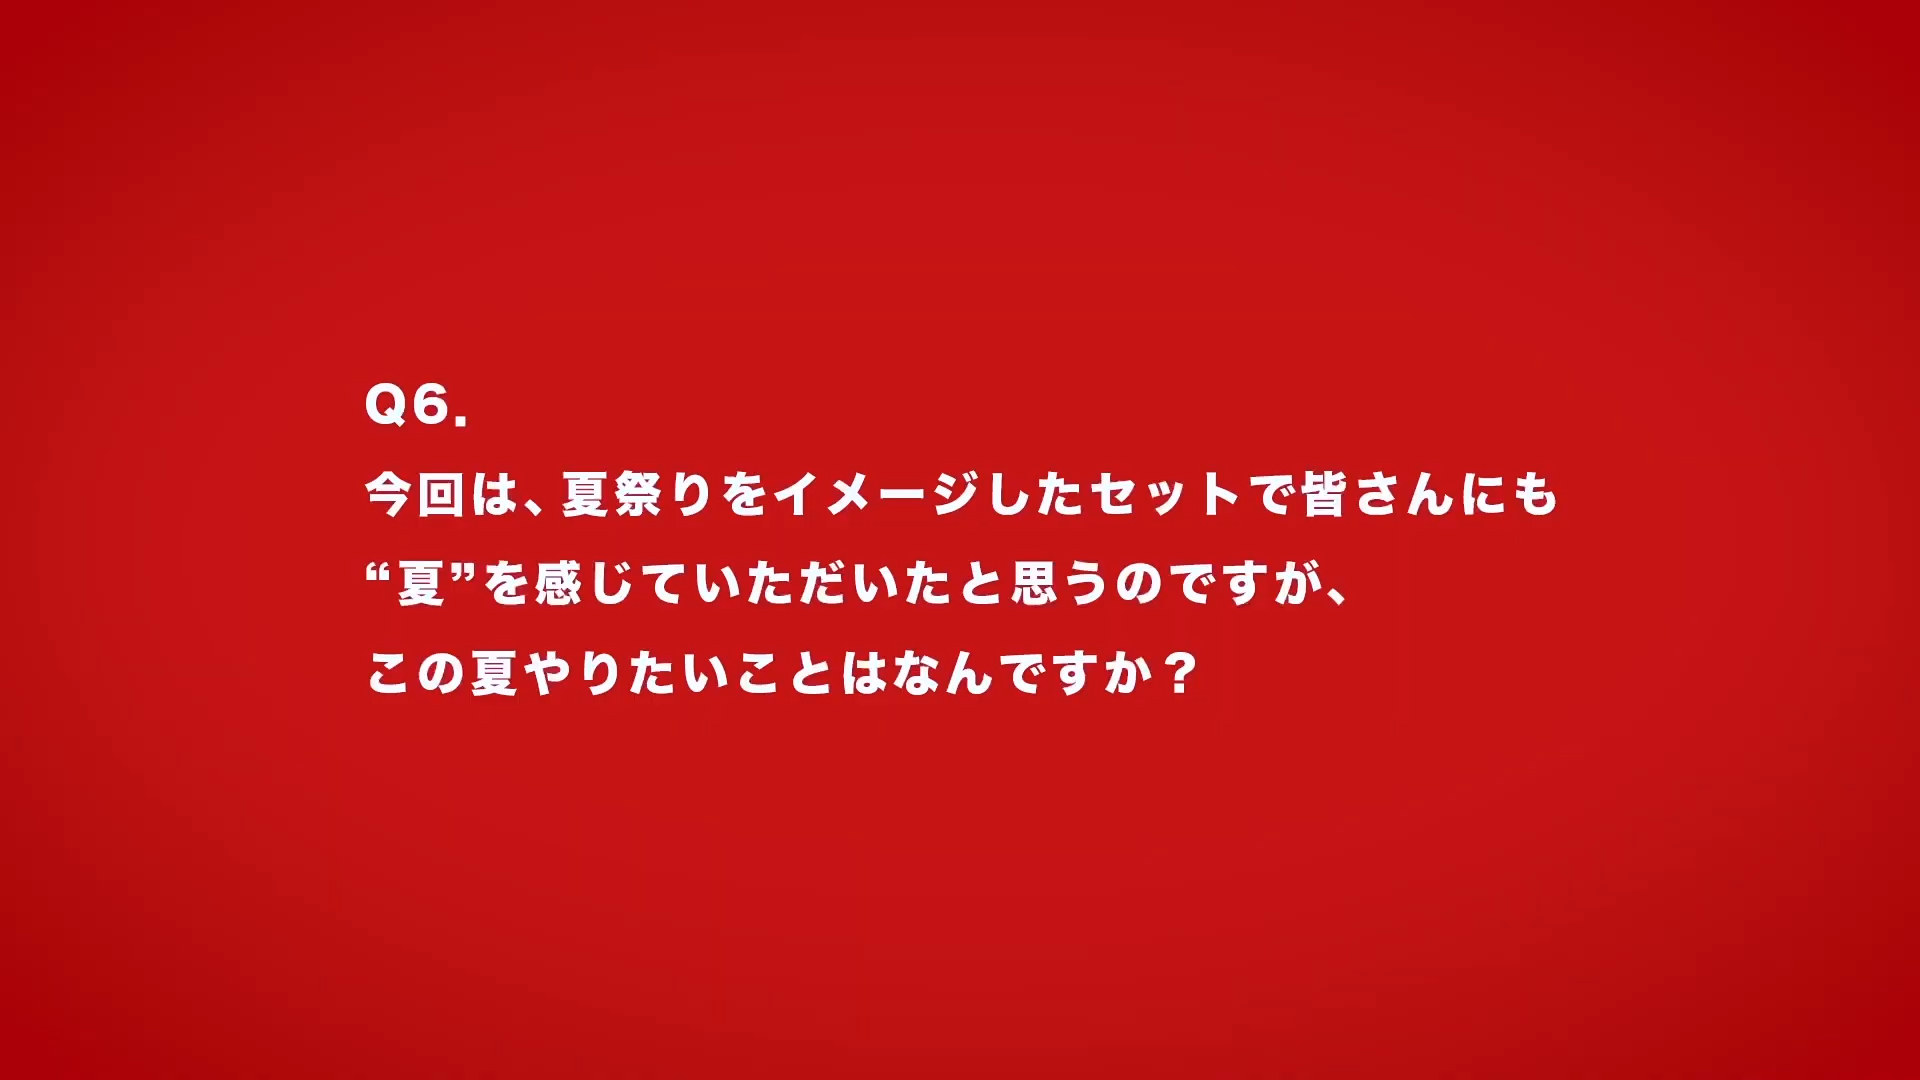 Q6.
今回は、夏祭りをイメージしたセットで皆さんにも
“夏”を感じていただいたと思うのですが、
この夏やりたいことはなんですか？